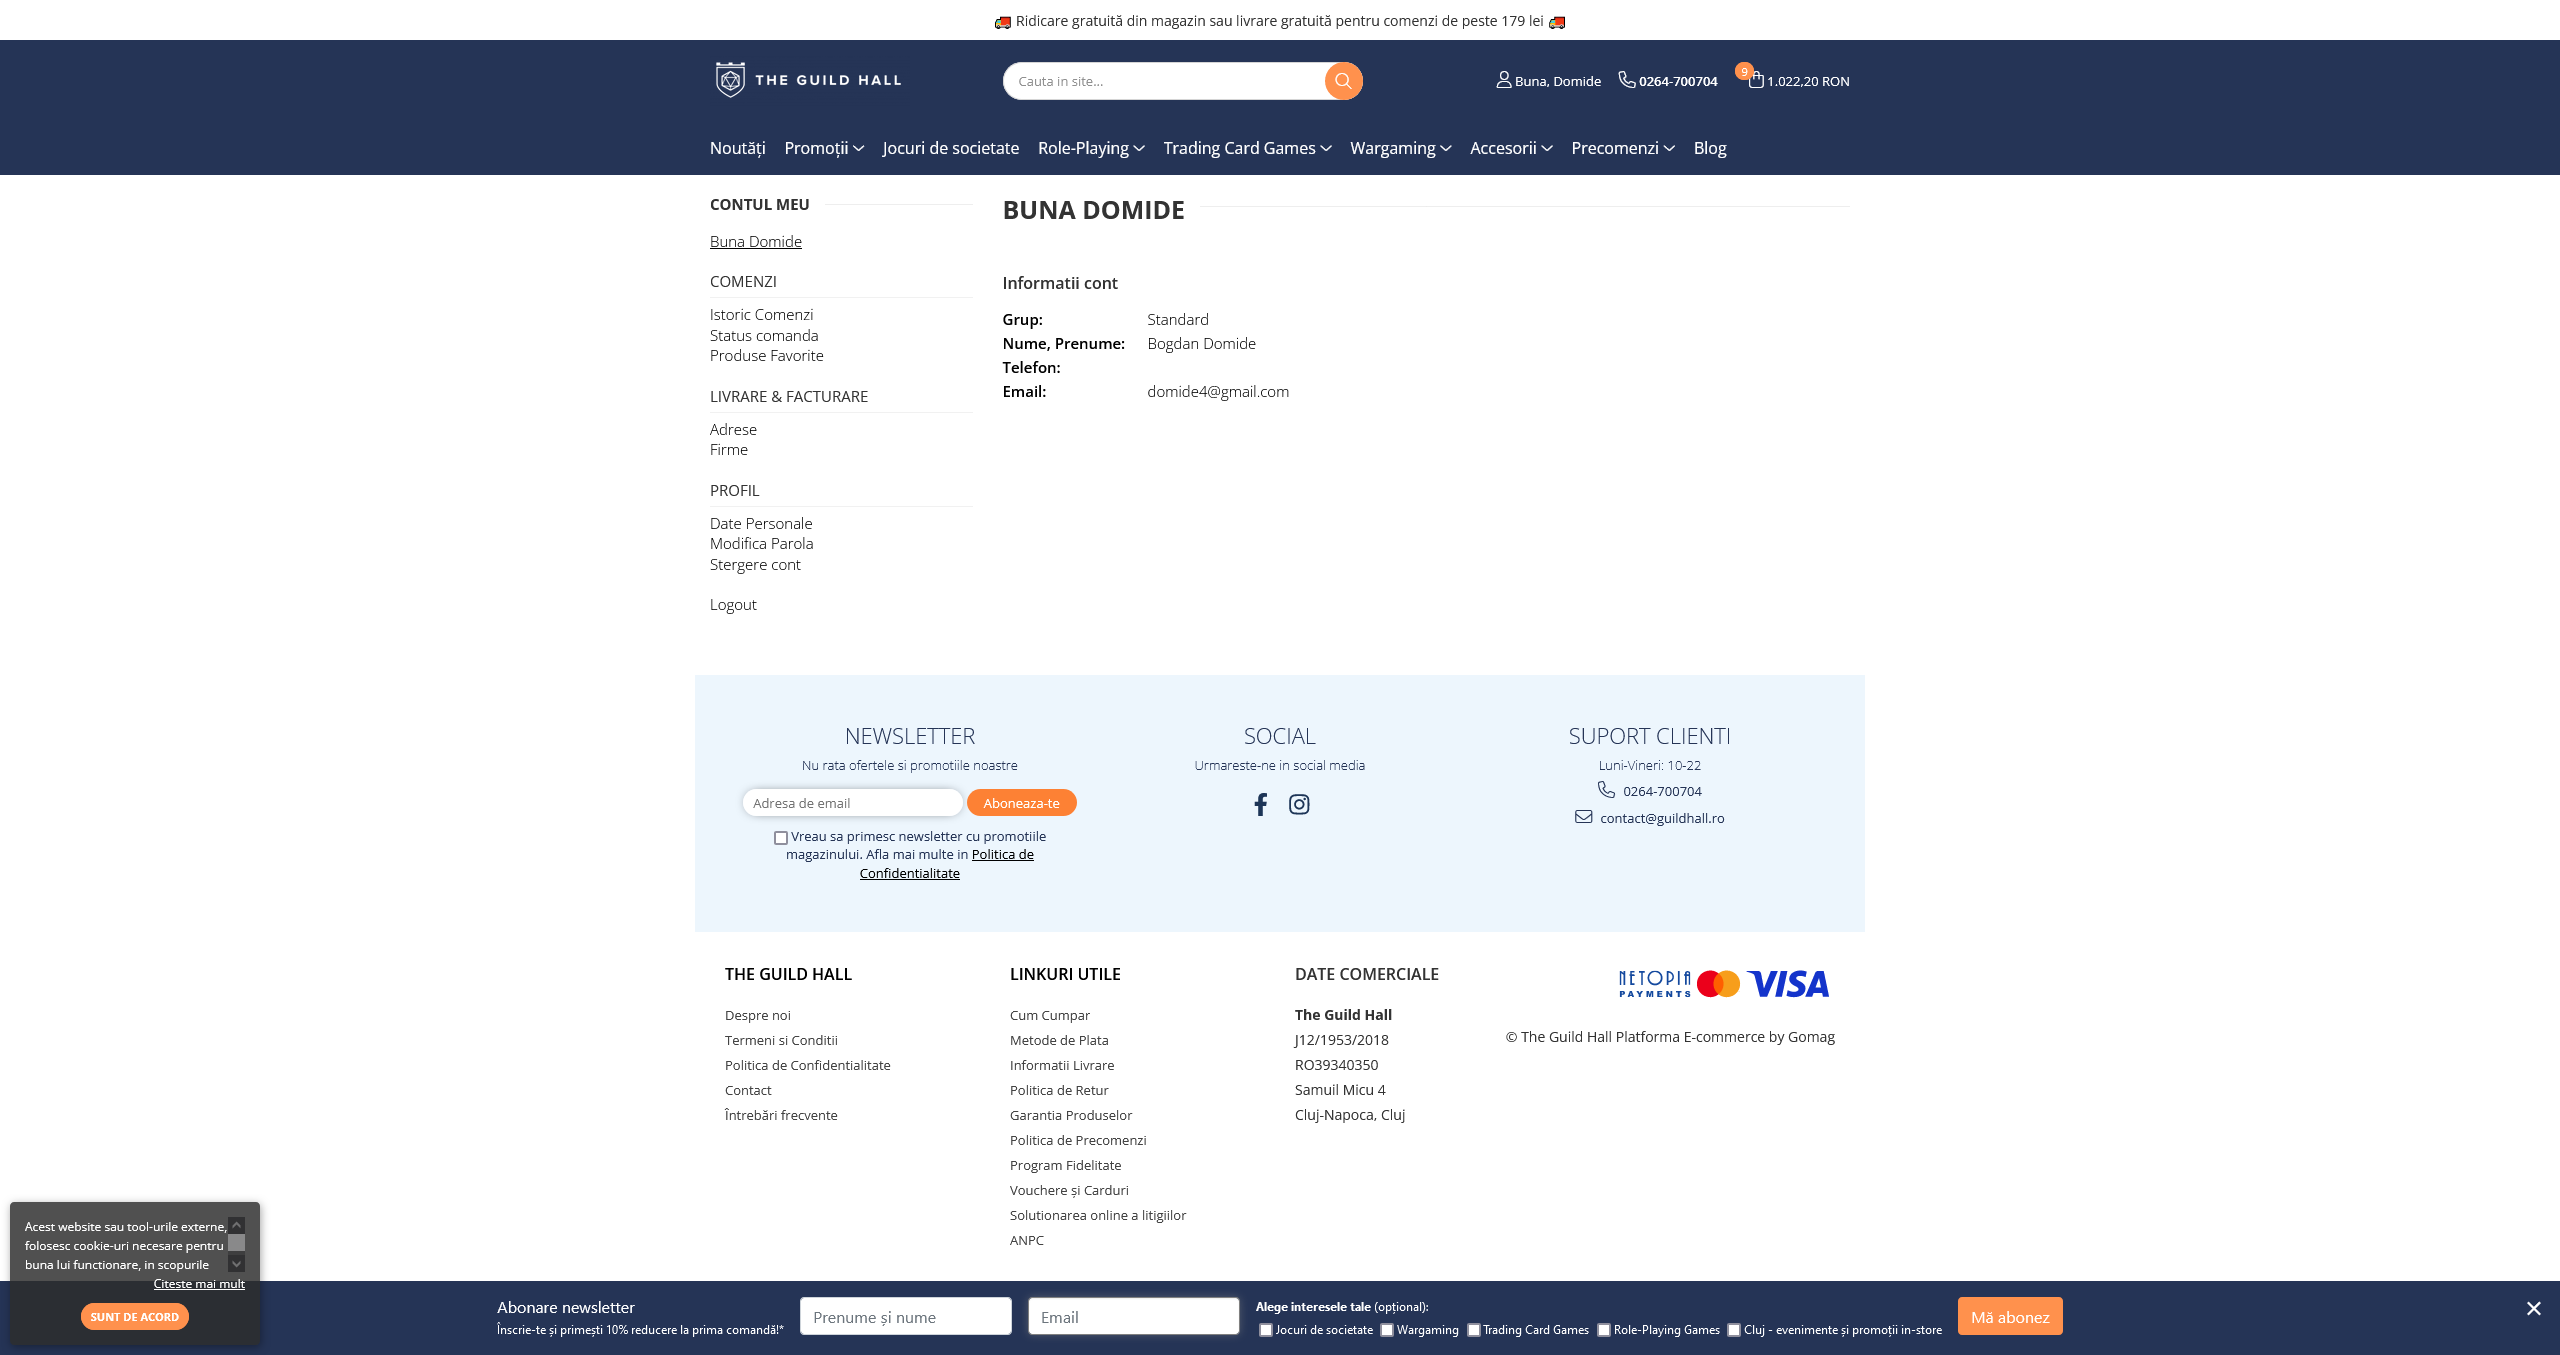 Ridicare gratuită din magazin sau livrare gratuită pentru comenzi de peste 179 lei
THE GUILD HALL
Cauta in site...
Buna, Domide
0264-700704
9
1.022,20 RON
Noutăți Promoții Jocuri de societate Role-Playing Trading Card Games Wargaming Accesorii Precomenzi Blog
CONTUL MEU
Buna Domide
COMENZI
Istoric Comenzi
Status comanda
Produse Favorite
LIVRARE & FACTURARE
Adrese
Firme
PROFIL
Date Personale
Modifica Parola
Stergere cont
Logout
BUNA DOMIDE
Informatii cont
Grup: Standard
Nume, Prenume: Bogdan Domide
Telefon:
Email: domide4@gmail.com
NEWSLETTER
Nu rata ofertele si promotiile noastre
Adresa de email
Aboneaza-te
Vreau sa primesc newsletter cu promotiile
magazinului. Afla mai multe in Politica de
Confidentialitate
SOCIAL
Urmareste-ne in social media
SUPORT CLIENTI
Luni-Vineri: 10-22
0264-700704
contact@guildhall.ro
THE GUILD HALL
Despre noi
Termeni si Conditii
Politica de Confidentialitate
Contact
Întrebări frecvente
LINKURI UTILE
Cum Cumpar
Metode de Plata
Informatii Livrare
Politica de Retur
Garantia Produselor
Politica de Precomenzi
Program Fidelitate
Vouchere și Carduri
Solutionarea online a litigiilor
ANPC
DATE COMERCIALE
The Guild Hall
J12/1953/2018
RO39340350
Samuil Micu 4
Cluj-Napoca, Cluj
NETOPIA
PAYMENTS
VISA
© The Guild Hall Platforma E-commerce by Gomag
Acest website sau tool-urile externe,
folosesc cookie-uri necesare pentru
buna lui functionare, in scopurile
Citeste mai mult
SUNT DE ACORD
Abonare newsletter
Înscrie-te și primești 10% reducere la prima comandă!*
Prenume și nume
Email
Alege interesele tale (opțional):
Jocuri de societate Wargaming Trading Card Games Role-Playing Games Cluj - evenimente și promoții in-store
Mă abonez